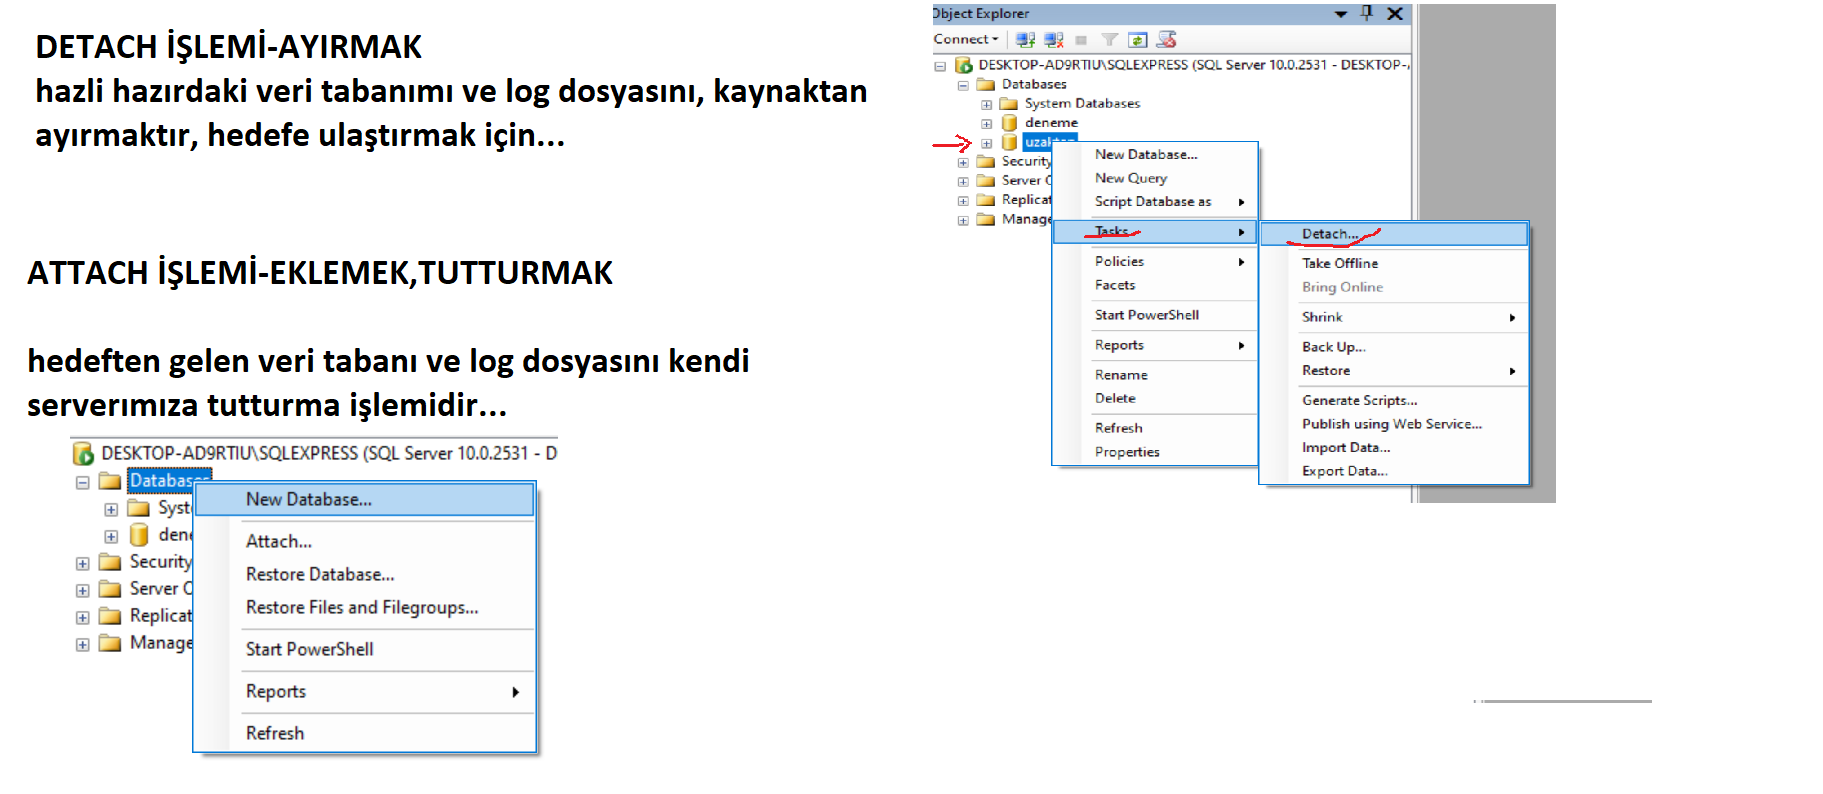 DETACH İŞLEMİ-AYIRMAK
hazli hazırdaki veri tabanımı ve log dosyasını, kaynaktan
ayırmaktır, hedefe ulaştırmak için...
ATTACH İŞLEMİ-EKLEMEK,TUTTURMAK
hedeften gelen veri tabanı ve log dosyasını kendi
serverımıza tutturma işlemidir...
DESKTOP-AD9RTIU\SQLEXPRESS (SQL Server 10.0.2531 - D
Databases
Syst
dene
Security
Server O
Replicat
Manage
New Database...
Attach...
Restore Database...
Restore Files and Filegroups...
Start PowerShell
Reports
Refresh
Object Explorer
Connect
DESKTOP-AD9RTIU\SQLEXPRESS (SQL Server 10.0.2531 - DESKTOP-
Databases
System Databases
deneme
Security
Server O
Replicat
Manage
New Database...
New Query
Script Database as
Tasks
Policies
Facets
Start PowerShell
Reports
Rename
Delete
Refresh
Properties
Detach...
Take Offline
Bring Online
Shrink
Back Up...
Restore
Generate Scripts...
Publish using Web Service...
Import Data...
Export Data...